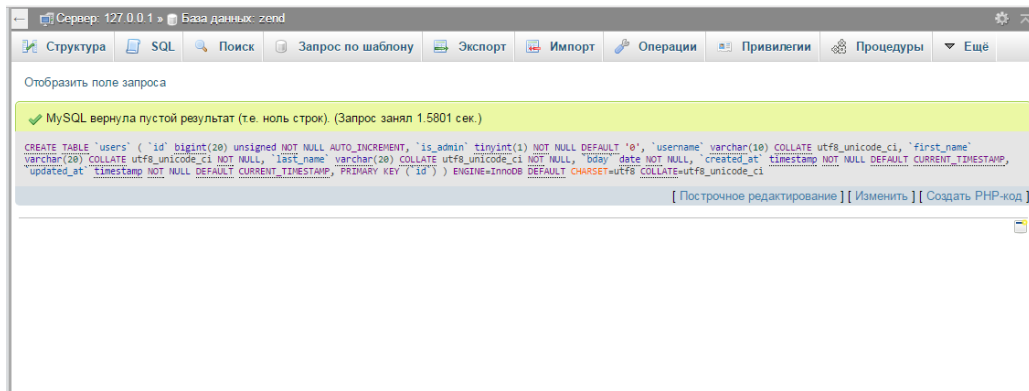 Сервер: 127.0.0.1 » База данных: zend
Структура SQL Поиск Запрос по шаблону Экспорт Импорт Операции Привилегии Процедуры Ещё
Отобразить поле запроса
MySQL вернула пустой результат (т.е. ноль строк). (Запрос занял 1.5801 сек.)
CREATE TABLE `users` ( `id` bigint(20) unsigned NOT NULL AUTO_INCREMENT, `is_admin` tinyint(1) NOT NULL DEFAULT '0', `username` varchar(10) COLLATE utf8_unicode_ci, `first_name`
varchar(20) COLLATE utf8_unicode_ci NOT NULL, `last_name` varchar(20) COLLATE utf8_unicode_ci NOT NULL, `bday` date NOT NULL, `created_at` timestamp NOT NULL DEFAULT CURRENT_TIMESTAMP,
`updated_at` timestamp NOT NULL DEFAULT CURRENT_TIMESTAMP, PRIMARY KEY (`id`) ) ENGINE=InnoDB DEFAULT CHARSET=utf8 COLLATE=utf8_unicode_ci
[ Построчное редактирование ] [ Изменить ] [ Создать PHP-код ]